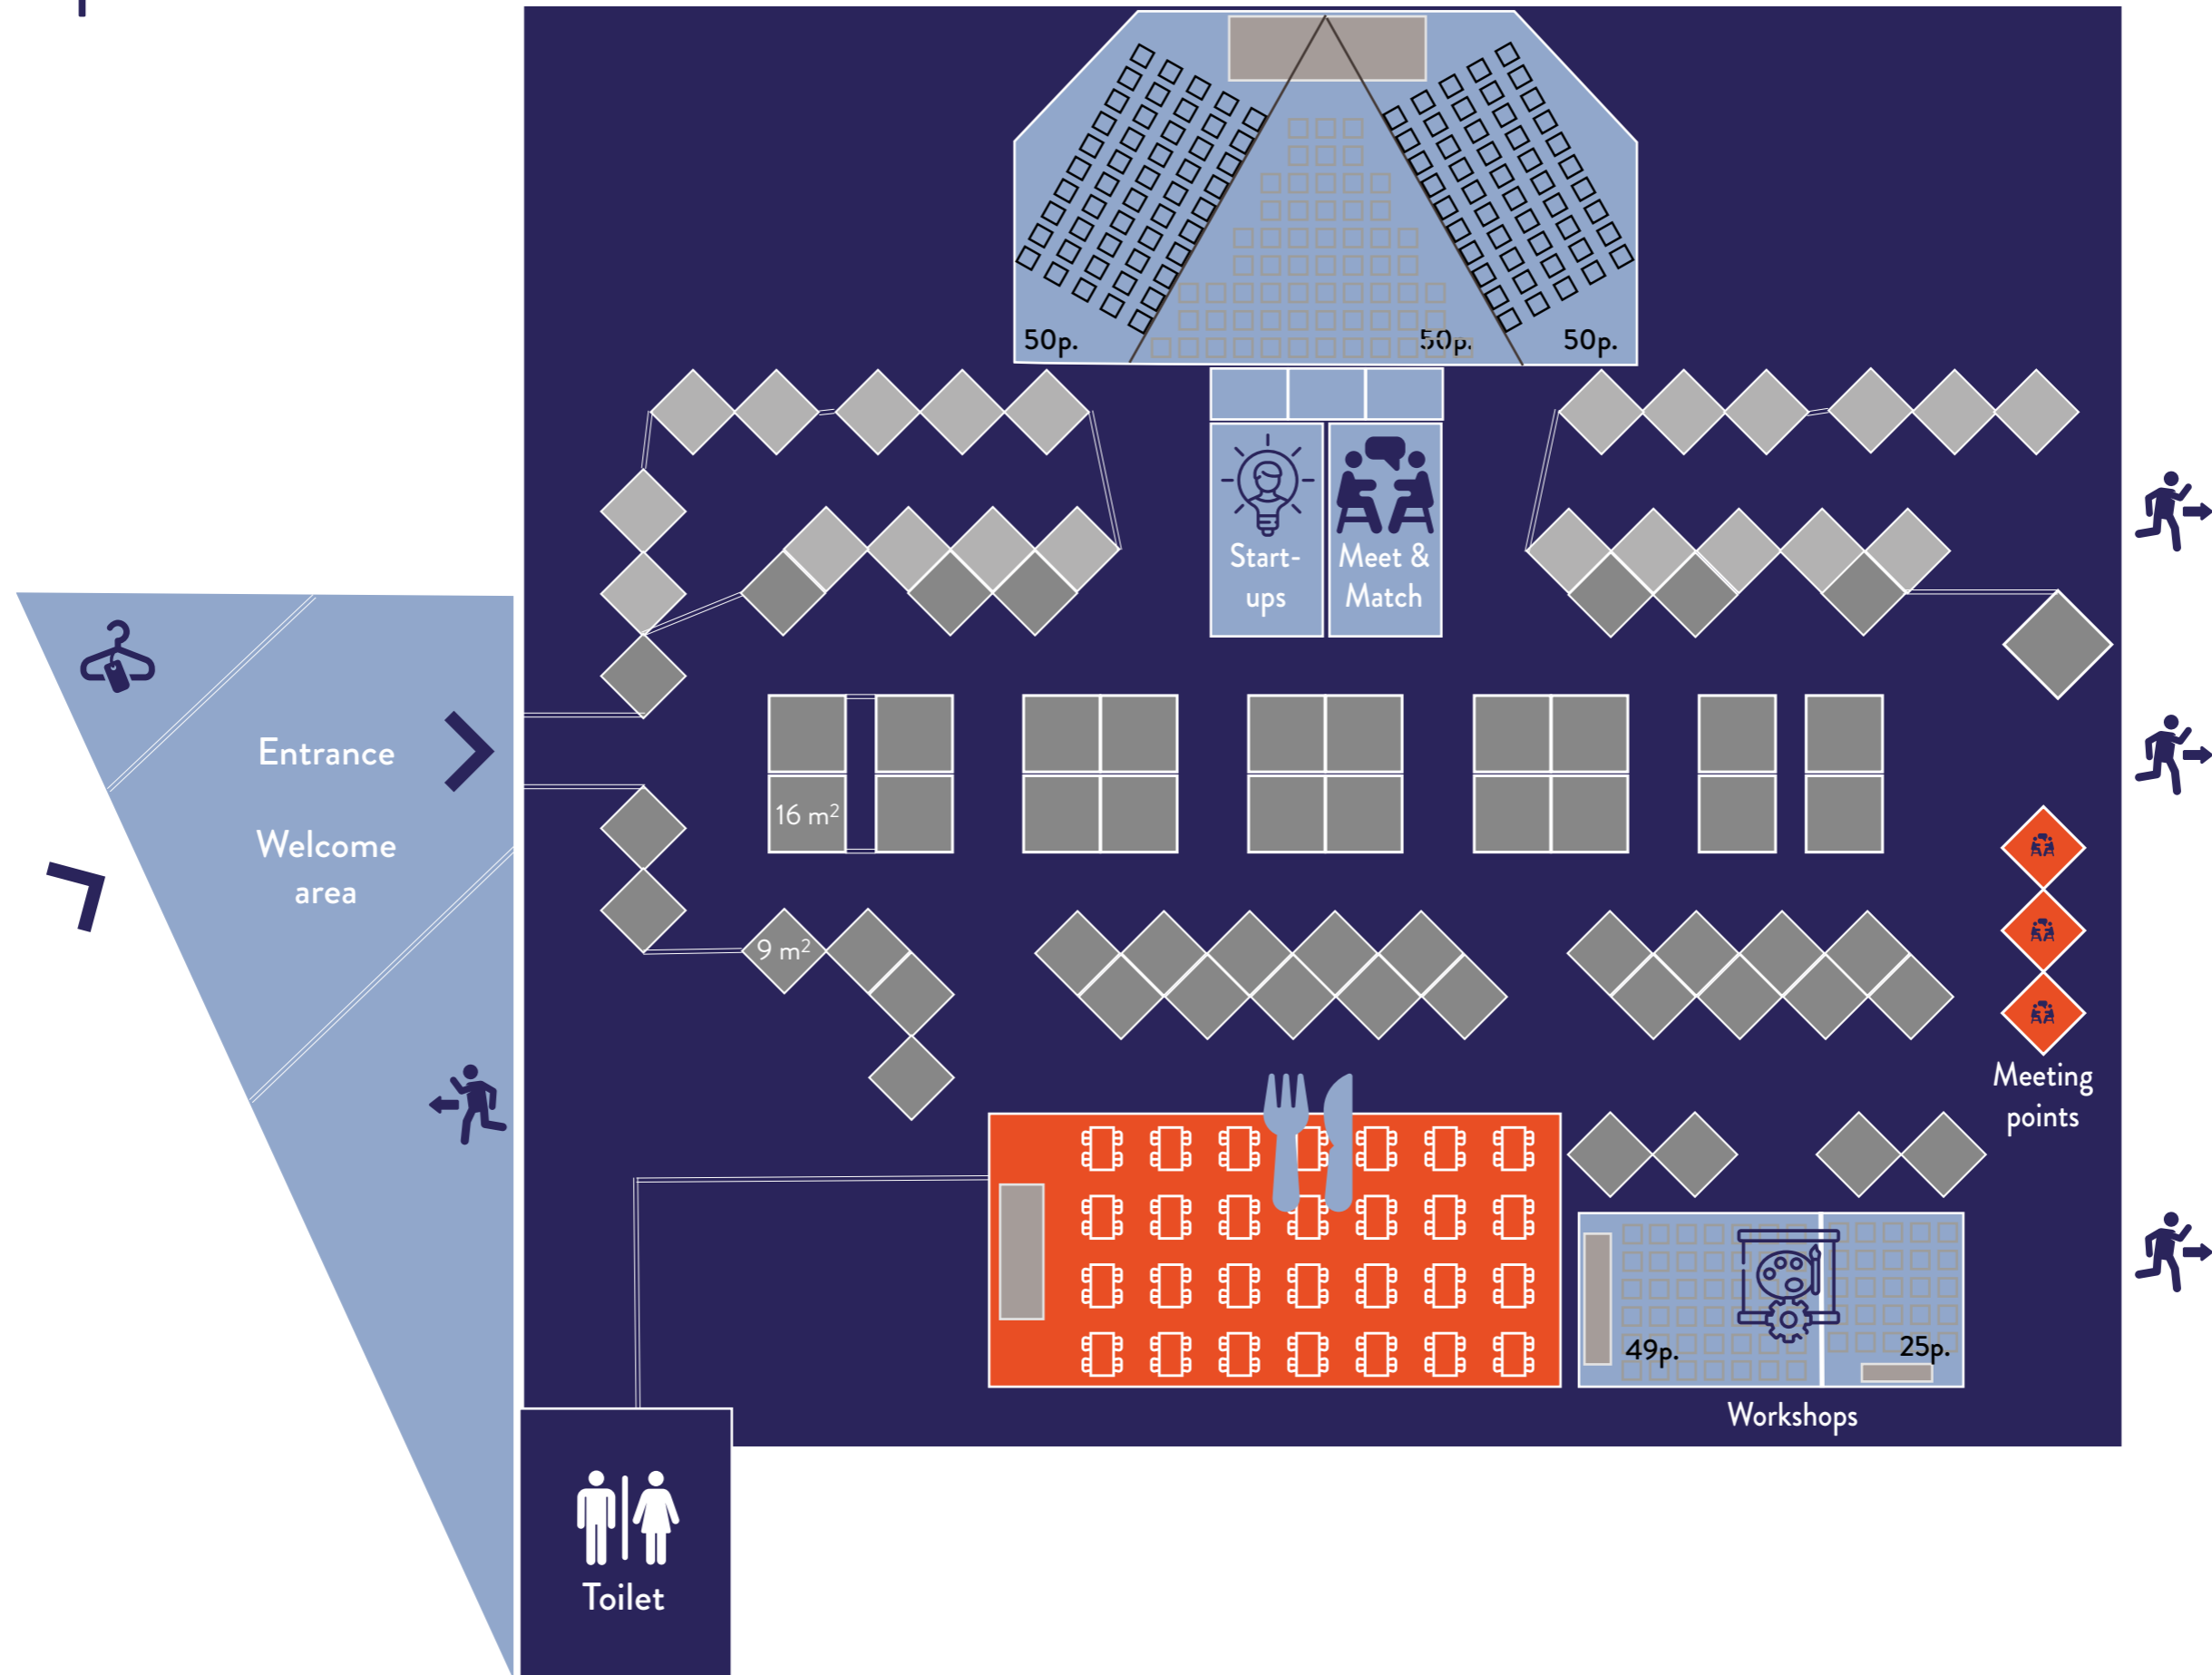 50p.
50p.
50p.
Start-
ups
Meet &
Match
Entrance
16 m²
Welcome
area
9 m²
Meeting
points
49p.
25p.
Workshops
Toilet